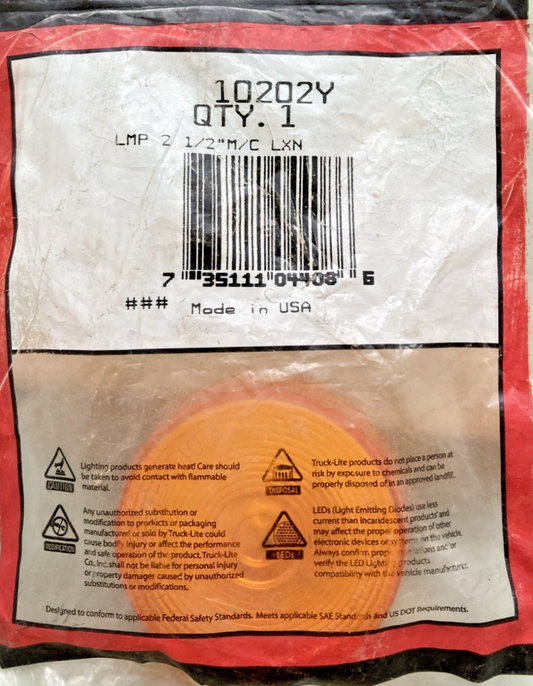 10202Y
QTY. 1
LMP 2 1/2"M/C LXN
7 35111 04408 6
### Made in USA
Lighting products generate heat! Care should
be taken to avoid contact with flammable
material.
CAUTION
Truck-Lite products do not place a person at
risk by exposure to chemicals and can be
properly disposed of in an approved landfill.
DISPOSAL
Any unauthorized substitution or
modification to products or packaging
manufactured or sold by Truck-Lite could
cause bodily injury or affect the performance
and safe operation of the product. Truck-Lite
Co., Inc. shall not be liable for personal injury
or property damages caused by unauthorized
substitutions or modifications.
MODIFICATION
LEDs (Light Emitting Diodes) use less
current than incandescent products and
may affect the proper operation of other
electronic devices or systems on the vehicle.
Always confirm proper and/or
verify the LED Lighting products
compatibility with the vehicle manufacturer.
LEDs
Designed to conform to applicable Federal Safety Standards. Meets applicable SAE Standards and US DOT Requirements.